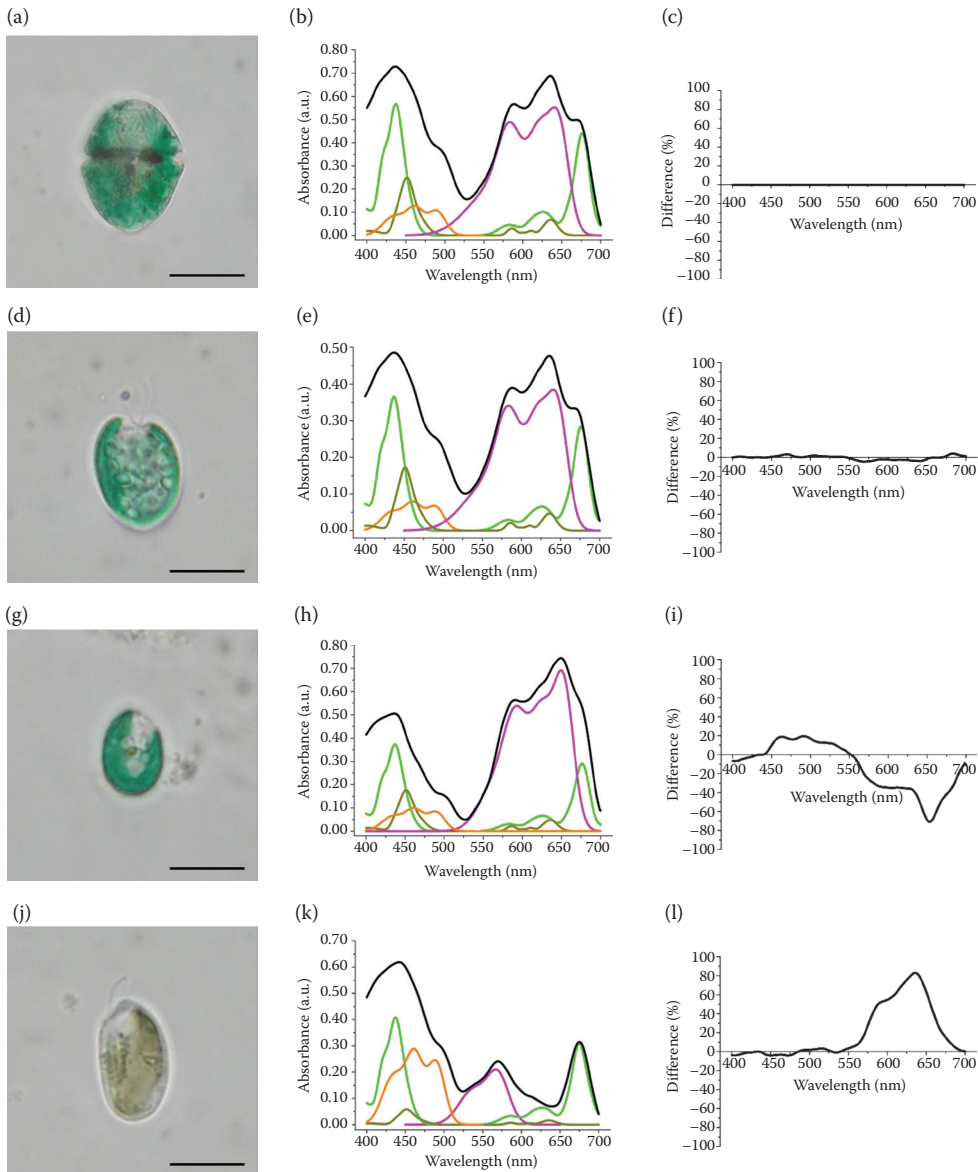 (a)
(b)
(c)
0.80
0.70
0.60
0.50
0.40
0.30
0.20
0.10
0.00
Absorbance (a.u.)
400 450 500 550 600 650 700
Wavelength (nm)
100
80
60
40
20
0
−20
−40
−60
−80
−100
Difference (%)
400 450 500 550 600 650 700
Wavelength (nm)
(d)
(e)
(f)
0.50
0.40
0.30
0.20
0.10
0.00
Absorbance (a.u.)
400 450 500 550 600 650 700
Wavelength (nm)
100
80
60
40
20
0
−20
−40
−60
−80
−100
Difference (%)
400 450 500 550 600 650 700
Wavelength (nm)
(g)
(h)
(i)
0.80
0.70
0.60
0.50
0.40
0.30
0.20
0.10
0.00
Absorbance (a.u.)
400 450 500 550 600 650 700
Wavelength (nm)
100
80
60
40
20
0
−20
−40
−60
−80
−100
Difference (%)
400 450 500 550 600 650 700
Wavelength (nm)
(j)
(k)
(l)
0.70
0.60
0.50
0.40
0.30
0.20
0.10
0.00
Absorbance (a.u.)
400 450 500 550 600 650 700
Wavelength (nm)
100
80
60
40
20
0
−20
−40
−60
−80
−100
Difference (%)
400 450 500 550 600 650 700
Wavelength (nm)